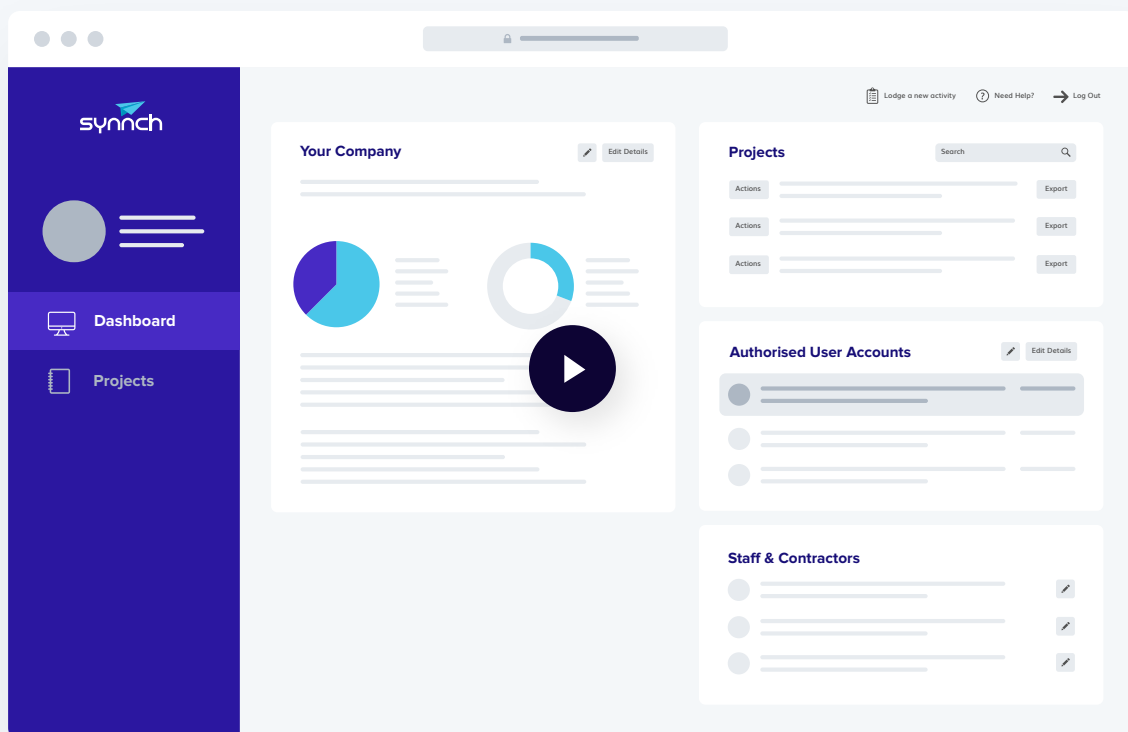 synnch
Lodge a new activity
Need Help?
Log Out
Dashboard
Projects
Your Company
Edit Details
Projects
Search
Actions
Export
Actions
Export
Actions
Export
Authorised User Accounts
Edit Details
Staff & Contractors